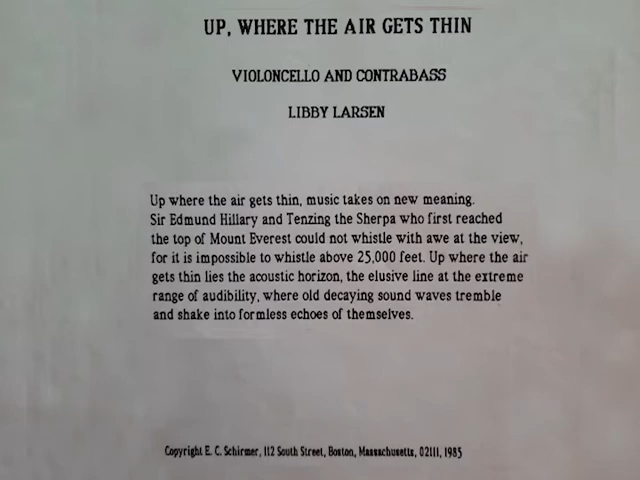 UP, WHERE THE AIR GETS THIN
VIOLONCELLO AND CONTRABASS
LIBBY LARSEN
Up where the air gets thin, music takes on new meaning.
Sir Edmund Hillary and Tenzing the Sherpa who first reached
the top of Mount Everest could not whistle with awe at the view,
for it is impossible to whistle above 25,000 feet. Up where the air
gets thin lies the acoustic horizon, the elusive line at the extreme
range of audibility, where old decaying sound waves tremble
and shake into formless echoes of themselves.
Copyright E. C. Schirmer, 112 South Street, Boston, Massachusetts, 02111, 1985